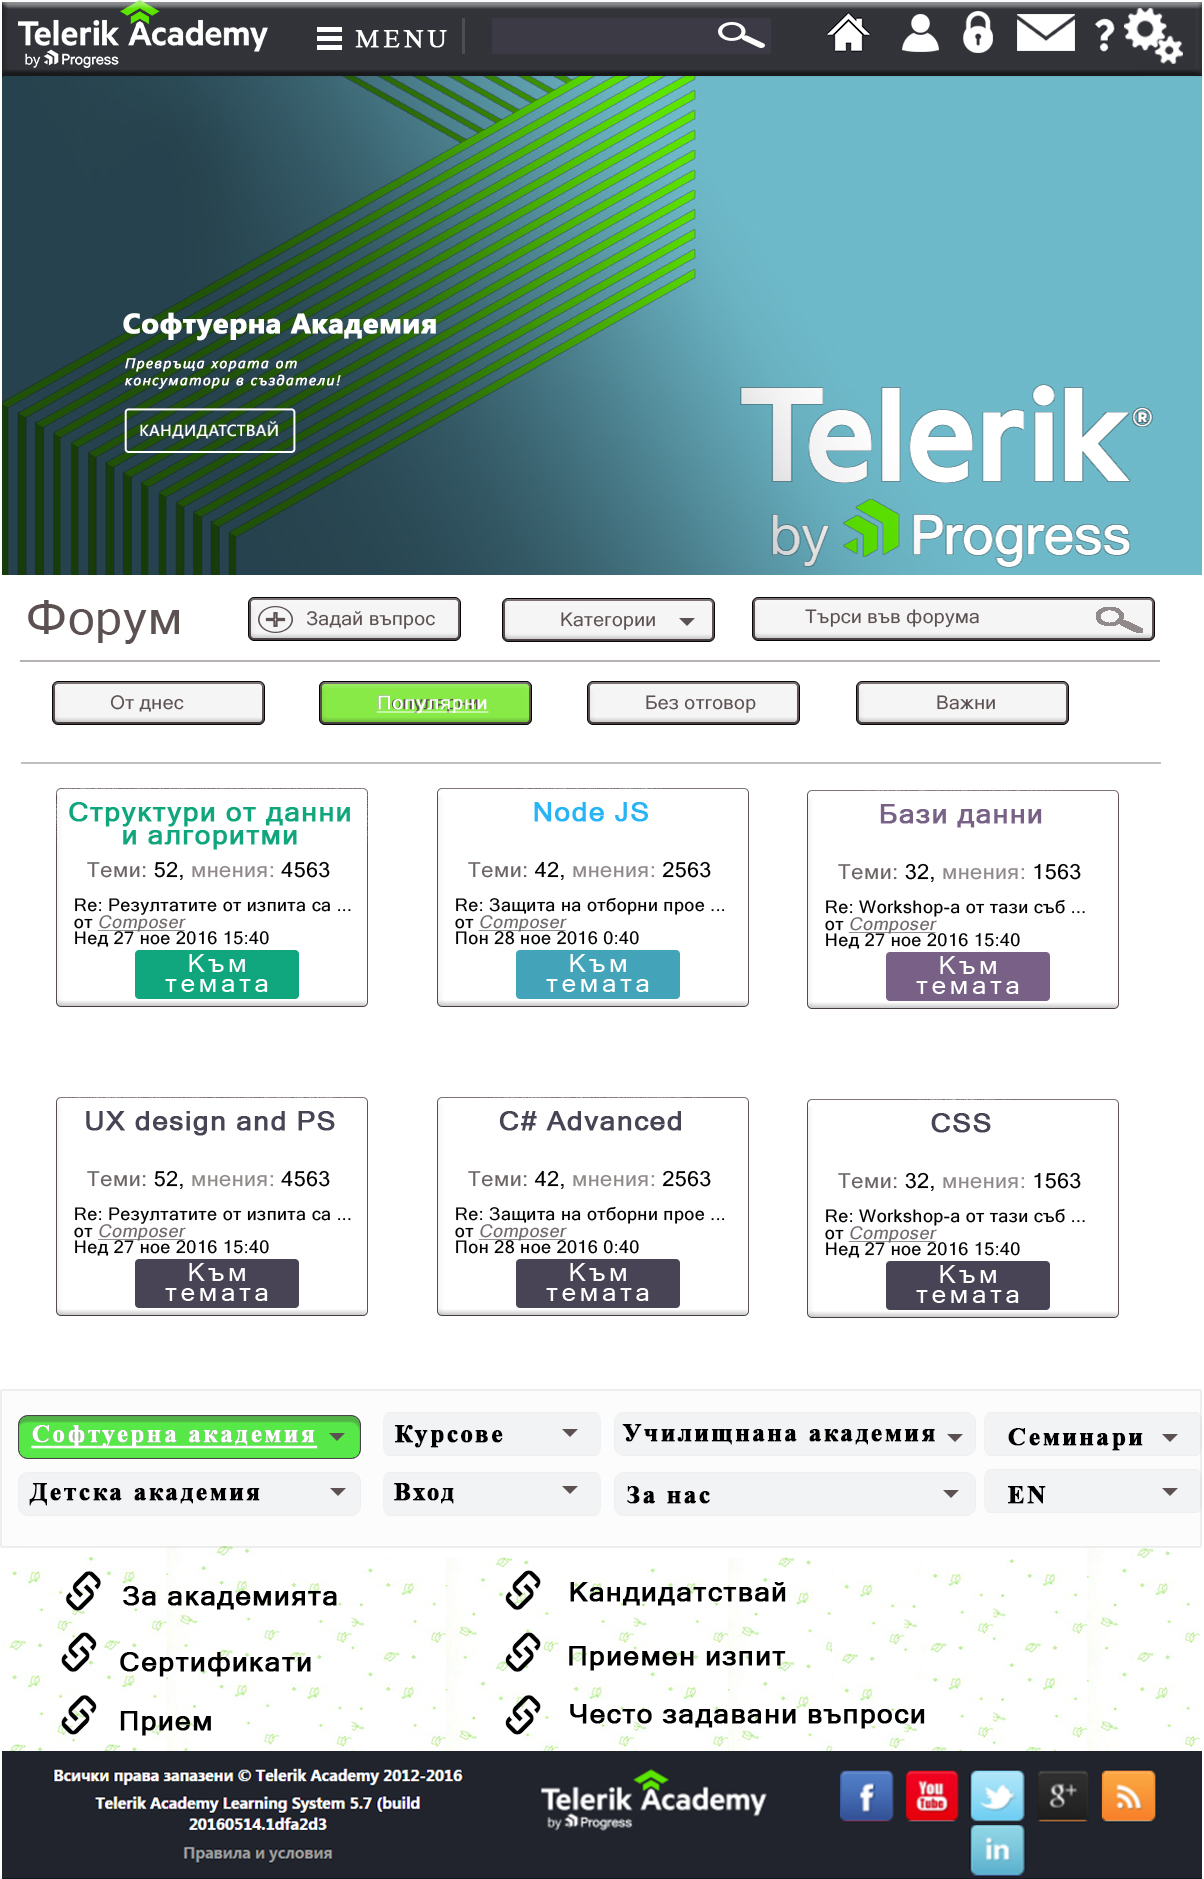 Telerik Academy
by Progress
MENU
?
Софтуерна Академия
Превръща хората от
консуматори в създатели!
КАНДИДАТСТВАЙ
Telerik®
by Progress
Форум
Задай въпрос
Категории
Търси във форума
От днес
Популярни
Без отговор
Важни
Структури от данни
и алгоритми
Теми: 52, мнения: 4563
Re: Резултатите от изпита са ...
от Composer
Нед 27 ное 2016 15:40
Към
темата
Node JS
Теми: 42, мнения: 2563
Re: Защита на отборни прое ...
от Composer
Пон 28 ное 2016 0:40
Към
темата
Бази данни
Теми: 32, мнения: 1563
Re: Workshop-а от тази съб ...
от Composer
Нед 27 ное 2016 15:40
Към
темата
UX design and PS
Теми: 52, мнения: 4563
Re: Резултатите от изпита са ...
от Composer
Нед 27 ное 2016 15:40
Към
темата
C# Advanced
Теми: 42, мнения: 2563
Re: Защита на отборни прое ...
от Composer
Пон 28 ное 2016 0:40
Към
темата
CSS
Теми: 32, мнения: 1563
Re: Workshop-а от тази съб ...
от Composer
Нед 27 ное 2016 15:40
Към
темата
Софтуерна академия
Курсове
Училищнана академия
Семинари
Детска академия
Вход
За нас
EN
За академията
Кандидатствай
Сертификати
Приемен изпит
Прием
Често задавани въпроси
Всички права запазени © Telerik Academy 2012-2016
Telerik Academy Learning System 5.7 (build
20160514.1dfa2d3
Правила и условия
Telerik Academy
by Progress
f
You
Tube
g+
in